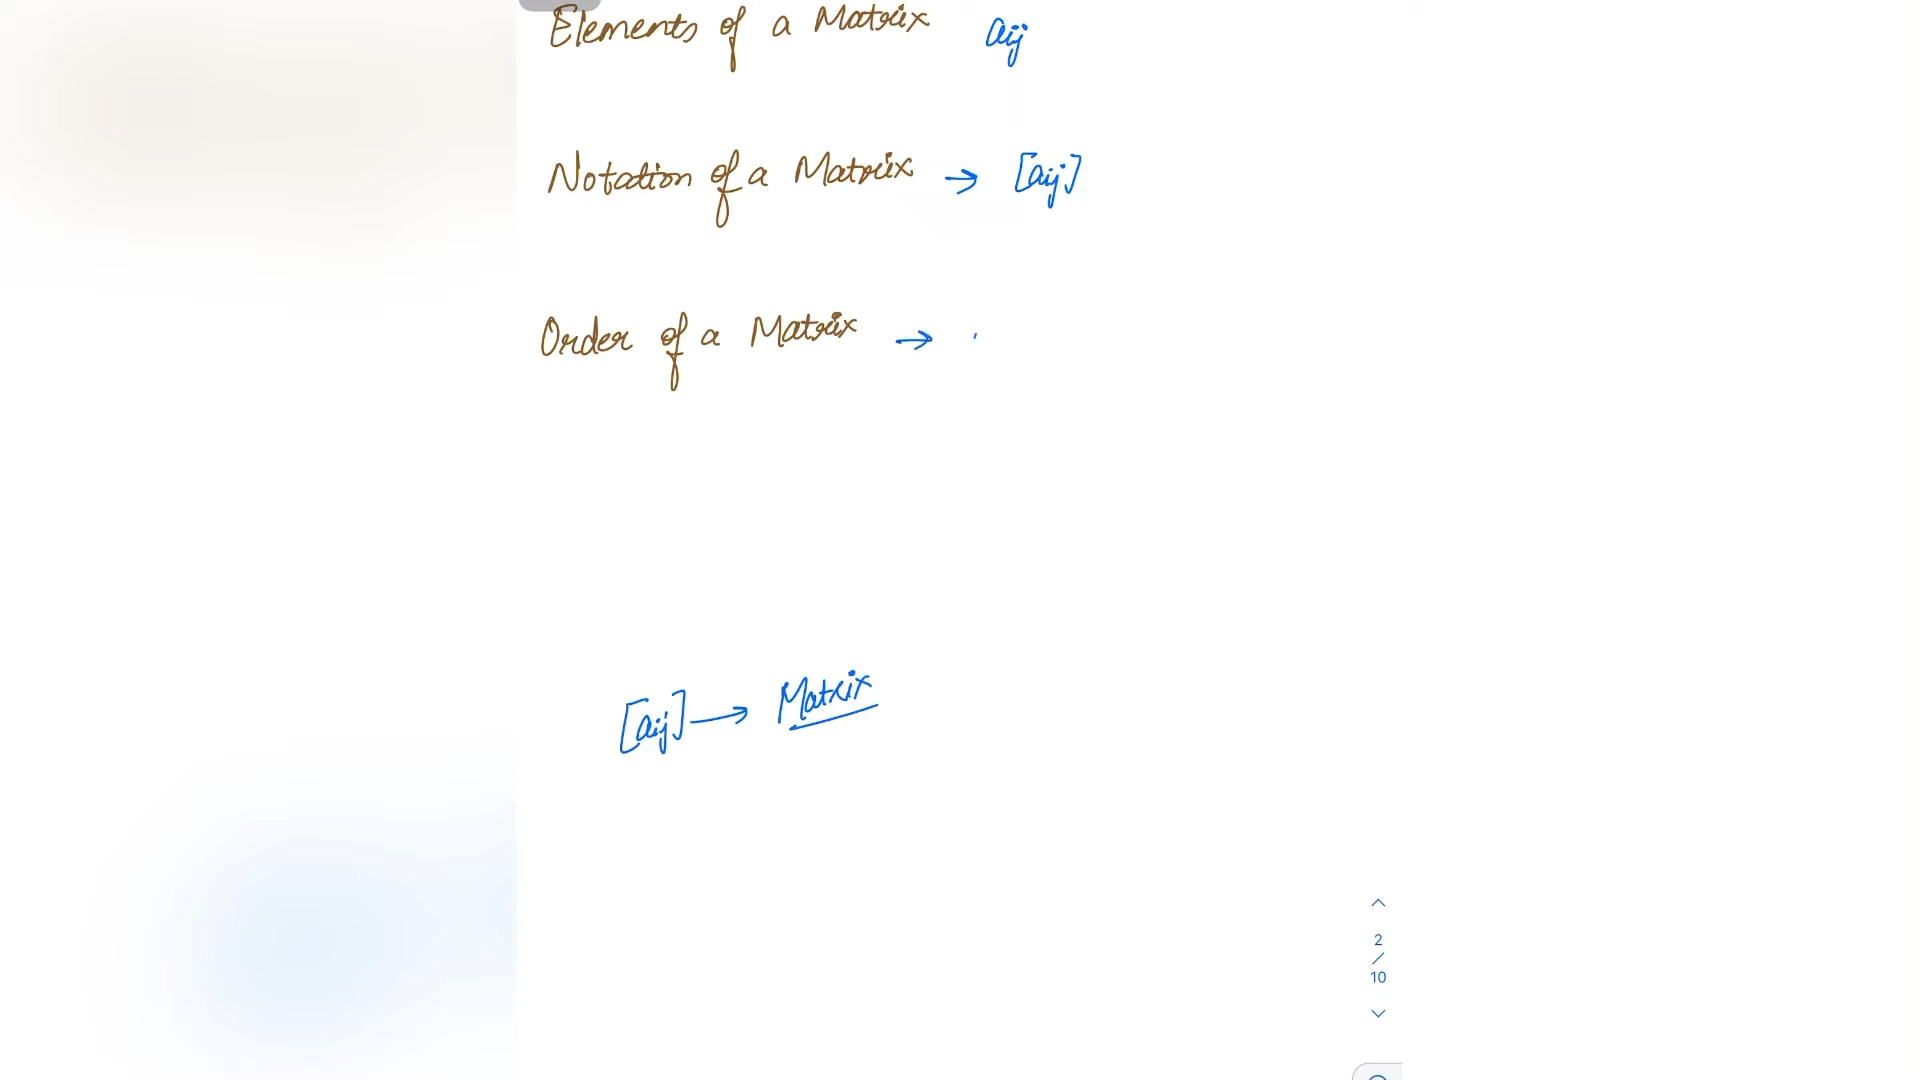 Elements of a Matrix aij
Notation of a Matrix → [aij]
Order of a Matrix →
[aij] → Matrix
2
/
10